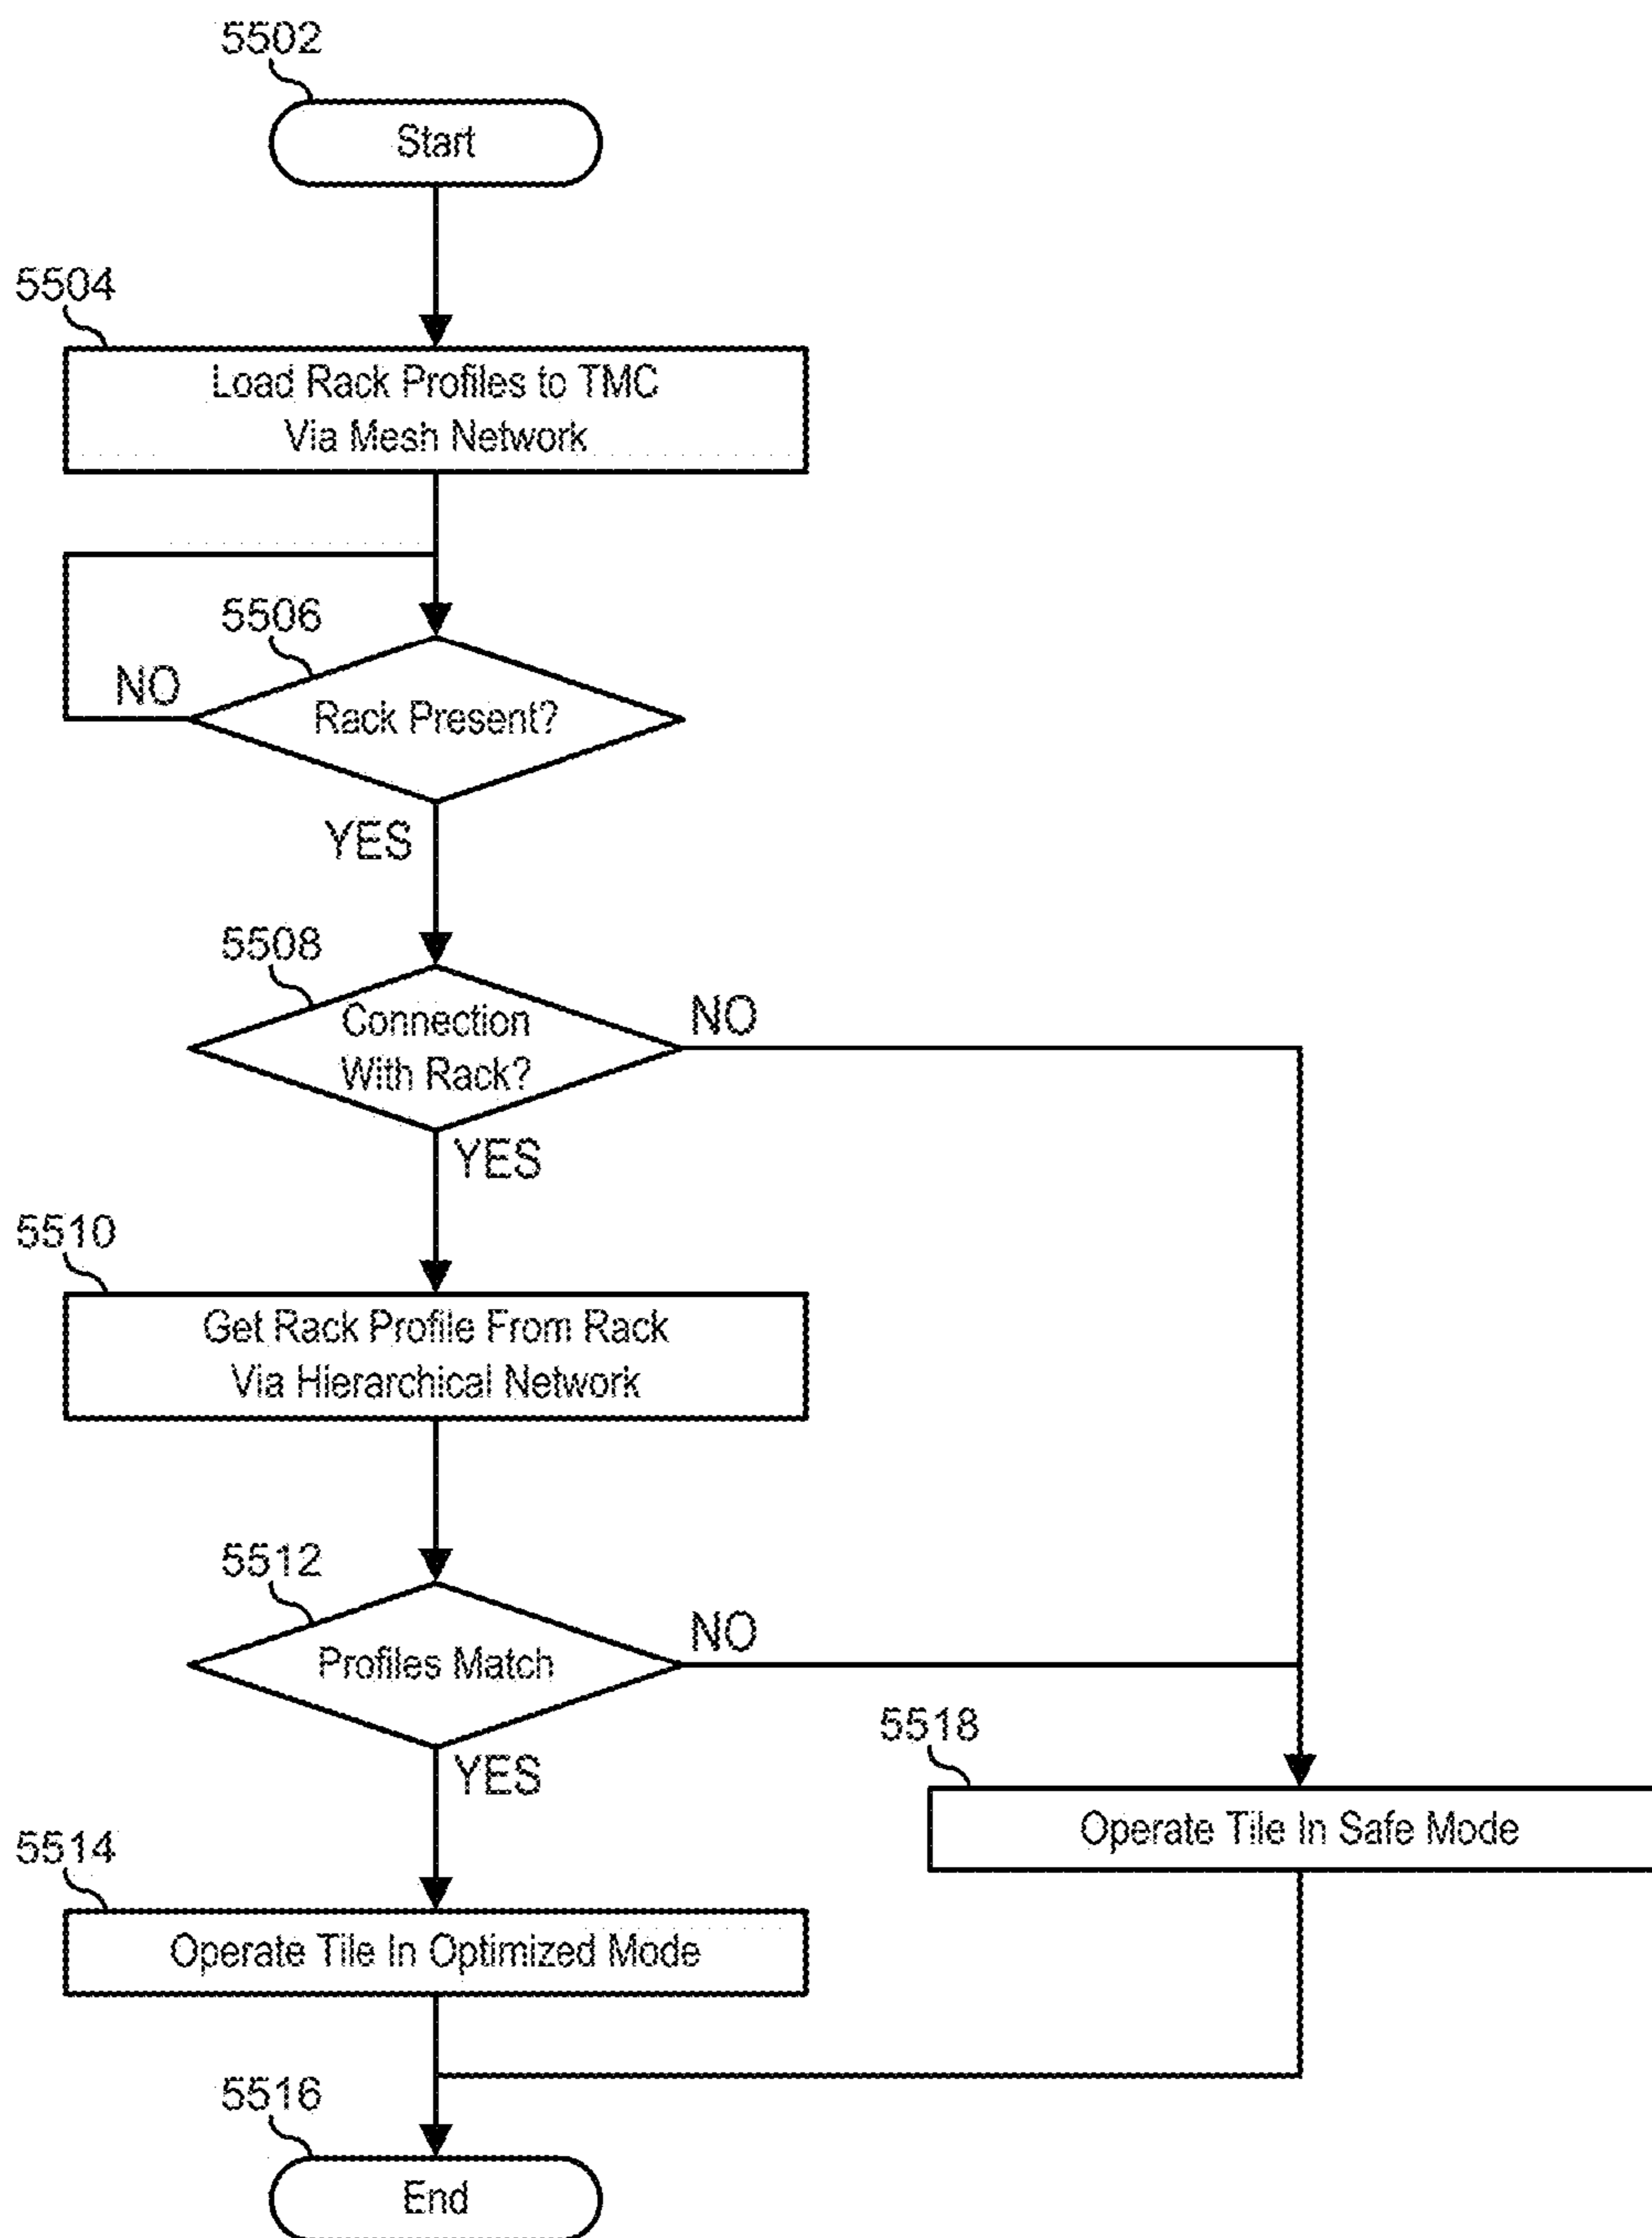 5502
Start
5504
Load Rack Profiles to TMC
Via Mesh Network
5506
NO
Rack Present?
YES
5508
Connection
With Rack?
NO
YES
5510
Get Rack Profile From Rack
Via Hierarchical Network
5512
Profiles Match
NO
YES
5518
Operate Tile In Safe Mode
5514
Operate Tile In Optimized Mode
5516
End